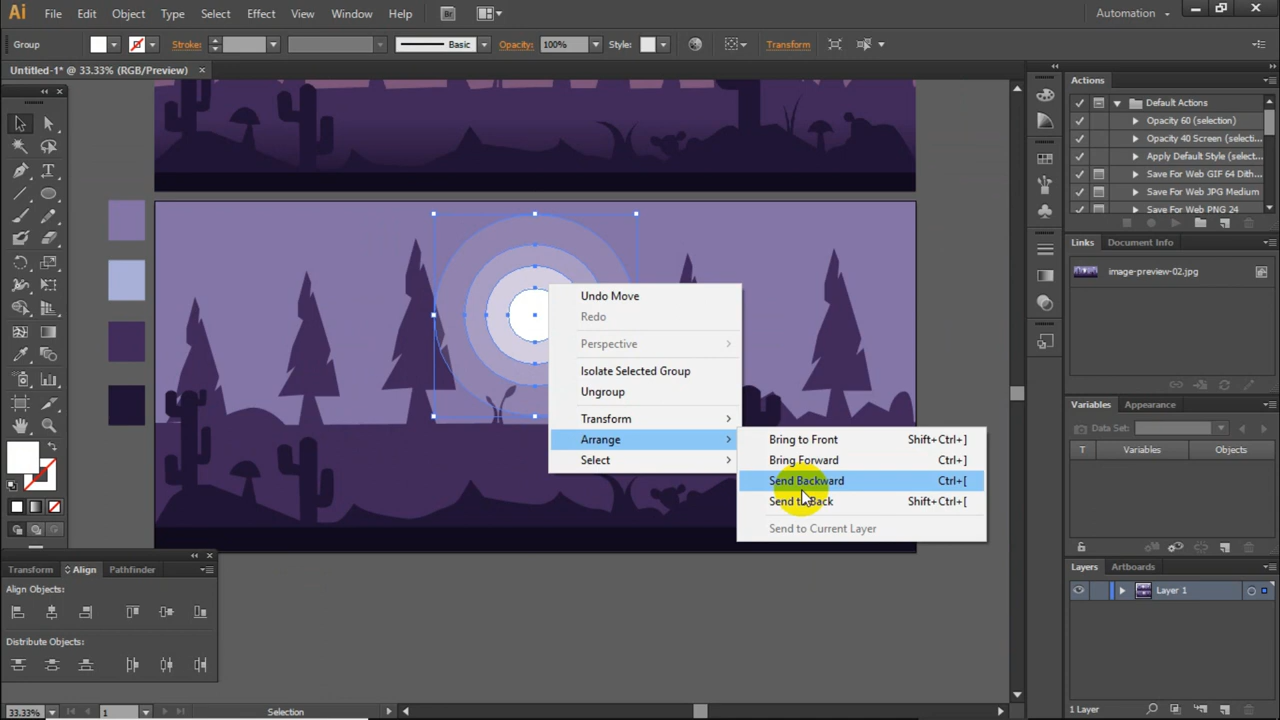 Ai File Edit Object Type Select Effect View Window Help Br Automation
Group Stroke: Basic Opacity: 100% Style: Transform
Untitled-1* @ 33.33% (RGB/Preview)
Actions
Default Actions
Opacity 60 (selection)
Opacity 40 Screen (selecti...
Apply Default Style (select...
Save For Web GIF 64 Dith...
Save For Web JPG Medium
Save For Web PNG 24
Links Document Info
image-preview-02.jpg
Undo Move
Redo
Perspective
Isolate Selected Group
Ungroup
Transform
Arrange
Select
Bring to Front Shift+Ctrl+]
Bring Forward Ctrl+]
Send Backward Ctrl+[
Send to Back Shift+Ctrl+[
Send to Current Layer
Variables Appearance
Data Set:
T Variables Objects
Transform Align Pathfinder
Align Objects:
Distribute Objects:
Layers Artboards
Layer 1
1 Layer
33.33% 1 Selection